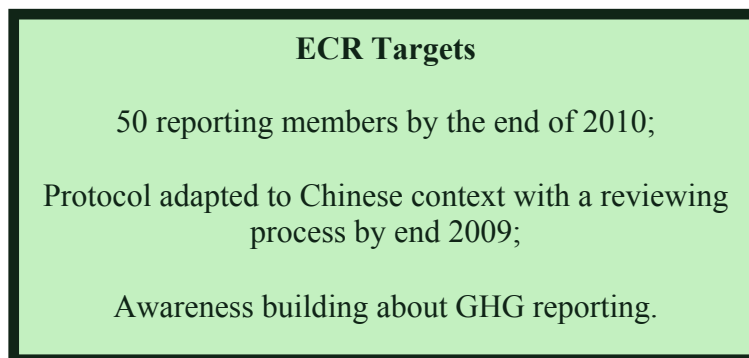 ECR Targets
50 reporting members by the end of 2010;
Protocol adapted to Chinese context with a reviewing
process by end 2009;
Awareness building about GHG reporting.